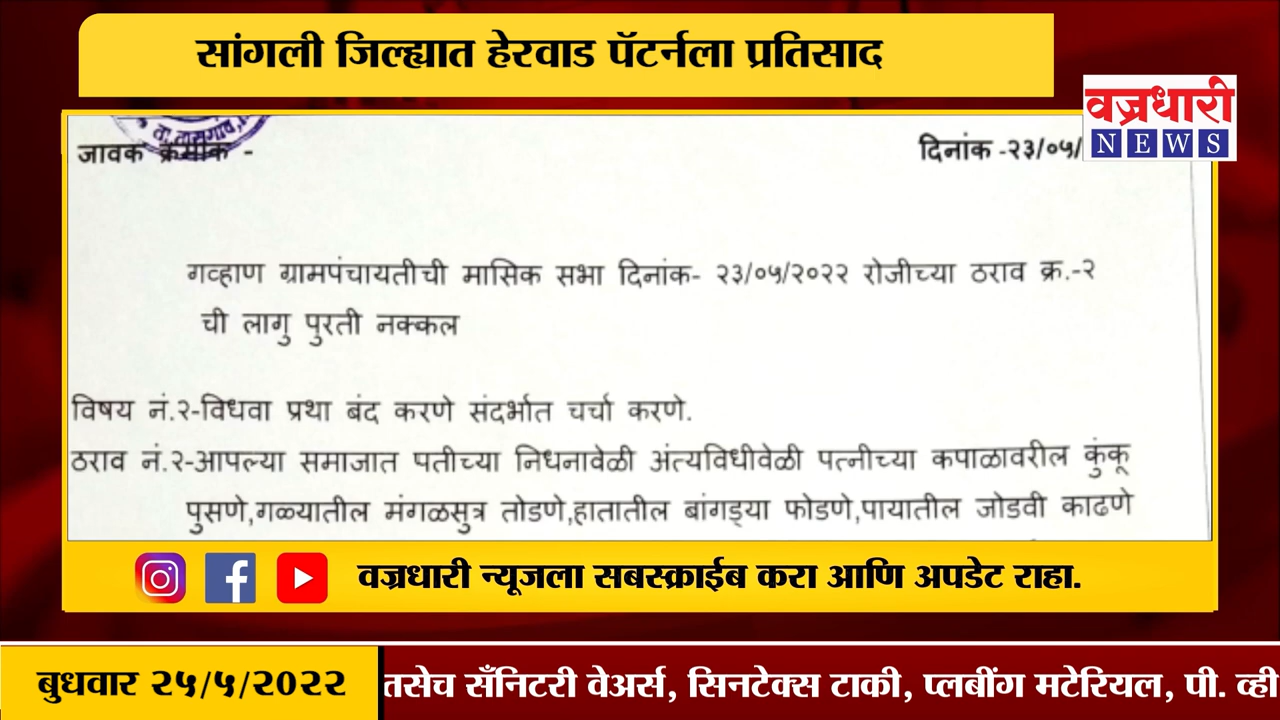 सांगली जिल्ह्यात हेरवाड पॅटर्नला प्रतिसाद
वज्रधारी
NEWS
ता. तासगांव,
जावक क्रमांक -
दिनांक -२३/०५/
गव्हाण ग्रामपंचायतीची मासिक सभा दिनांक- २३/०५/२०२२ रोजीच्या ठराव क्र.-२
ची लागु पुरती नक्कल
विषय नं.२-विधवा प्रथा बंद करणे संदर्भात चर्चा करणे.
ठराव नं.२-आपल्या समाजात पतीच्या निधनावेळी अंत्यविधीवेळी पत्नीच्या कपाळावरील कुंकू
पुसणे,गळ्यातील मंगळसुत्र तोडणे,हातातील बांगड्या फोडणे,पायातील जोडवी काढणे
वज्रधारी न्यूजला सबस्क्राईब करा आणि अपडेट राहा.
बुधवार २५/५/२०२२
तसेच सँनिटरी वेअर्स, सिनटेक्स टाकी, प्लबींग मटेरियल, पी. व्ही